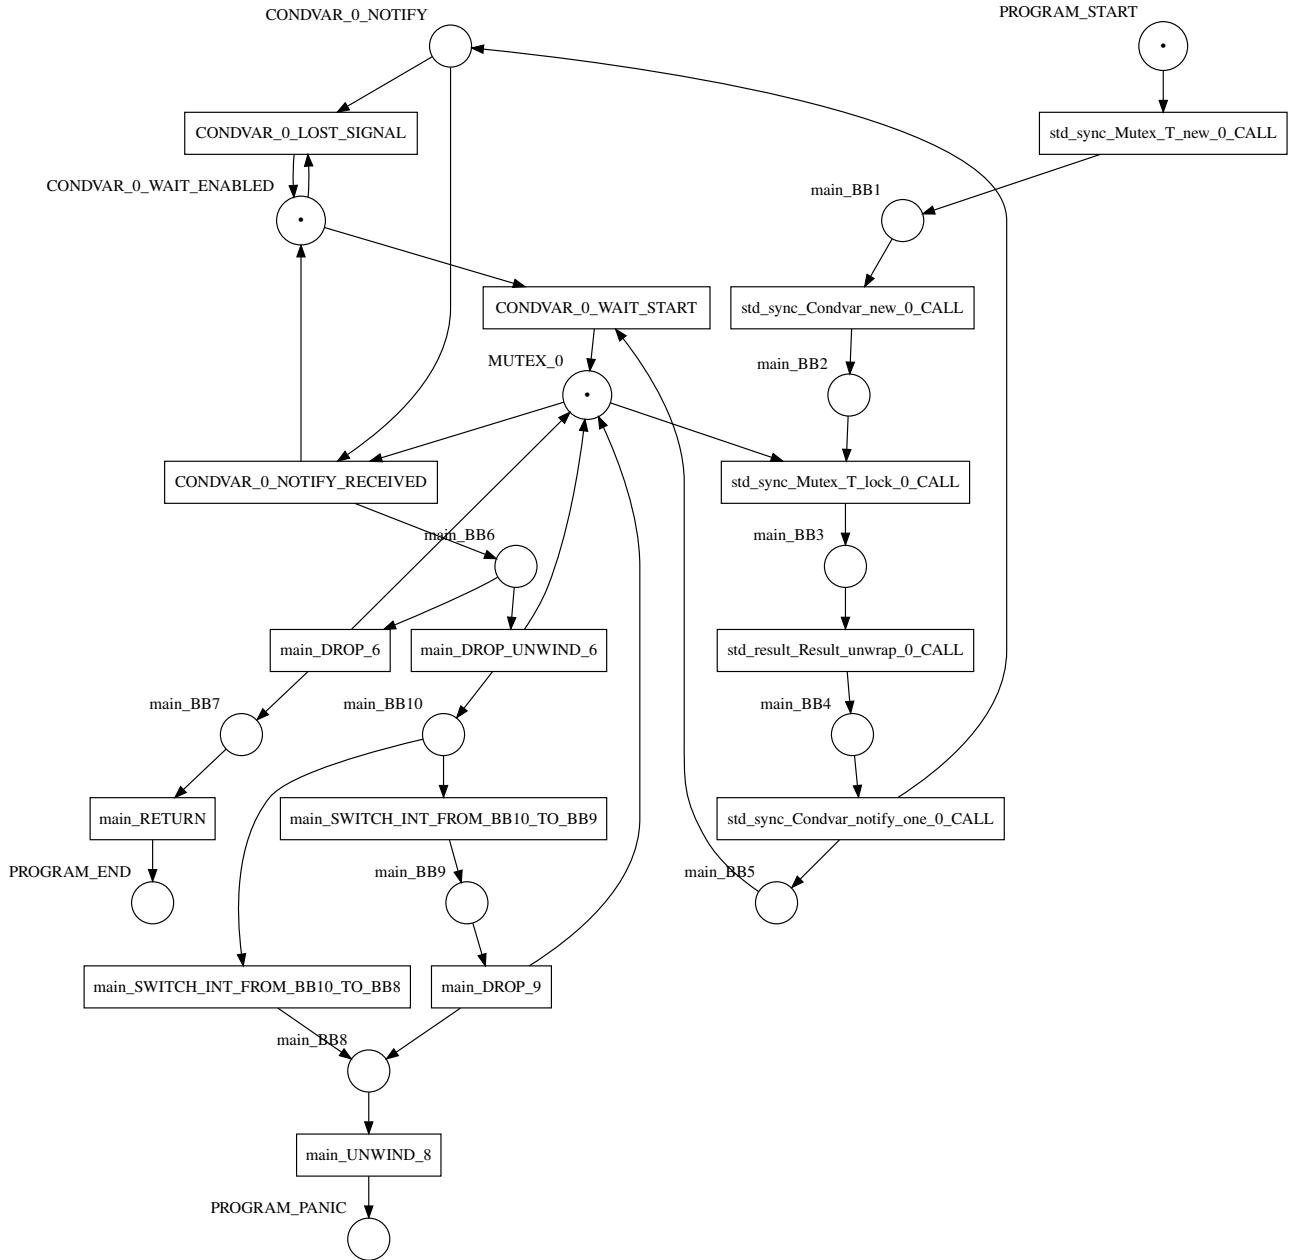 PROGRAM_START
CONDVAR_0_NOTIFY
CONDVAR_0_LOST_SIGNAL
std_sync_Mutex_T_new_0_CALL
CONDVAR_0_WAIT_ENABLED
main_BB1
CONDVAR_0_WAIT_START
std_sync_Condvar_new_0_CALL
MUTEX_0
main_BB2
CONDVAR_0_NOTIFY_RECEIVED
std_sync_Mutex_T_lock_0_CALL
main_BB6
main_BB3
main_DROP_6
main_DROP_UNWIND_6
std_result_Result_unwrap_0_CALL
main_BB7
main_BB10
main_BB4
main_RETURN
main_SWITCH_INT_FROM_BB10_TO_BB9
std_sync_Condvar_notify_one_0_CALL
PROGRAM_END
main_BB9
main_BB5
main_SWITCH_INT_FROM_BB10_TO_BB8
main_DROP_9
main_BB8
main_UNWIND_8
PROGRAM_PANIC